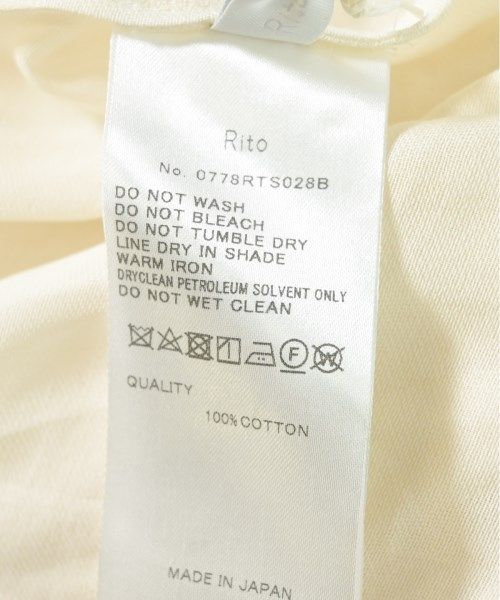 Rito
No. 0778RTS028B
DO NOT WASH
DO NOT BLEACH
DO NOT TUMBLE DRY
LINE DRY IN SHADE
WARM IRON
DRYCLEAN PETROLEUM SOLVENT ONLY
DO NOT WET CLEAN
F
W
QUALITY
100% COTTON
MADE IN JAPAN